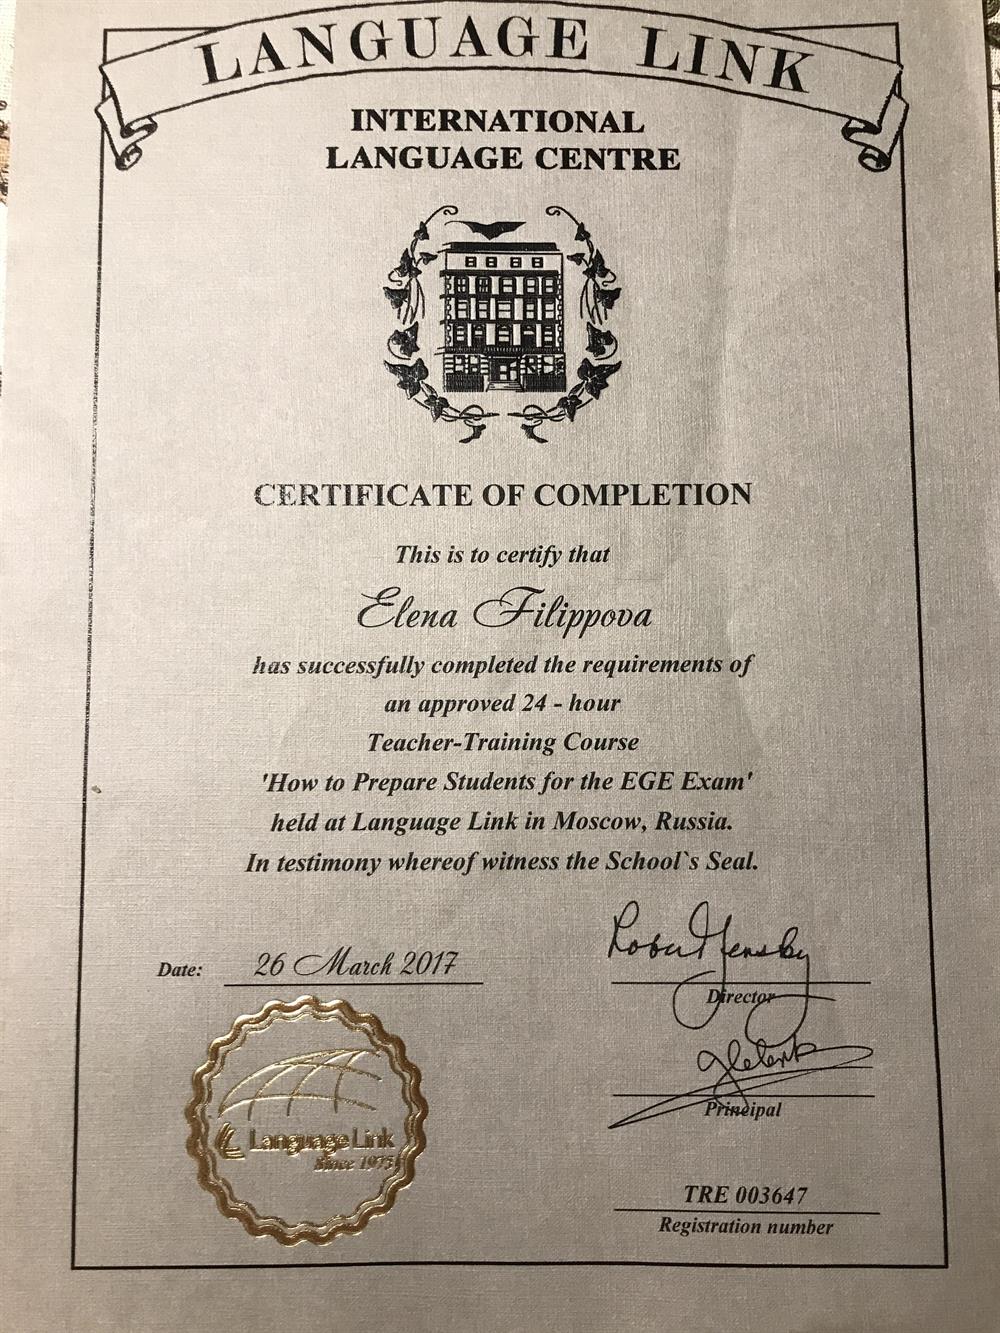 LANGUAGE LINK
INTERNATIONAL
LANGUAGE CENTRE
CERTIFICATE OF COMPLETION
This is to certify that
Elena Filippova
has successfully completed the requirements of
an approved 24 - hour
Teacher-Training Course
'How to Prepare Students for the EGE Exam'
held at Language Link in Moscow, Russia.
In testimony whereof witness the School`s Seal.
Date: 26 March 2017
Director
Principal
Language Link
Since 1975
TRE 003647
Registration number